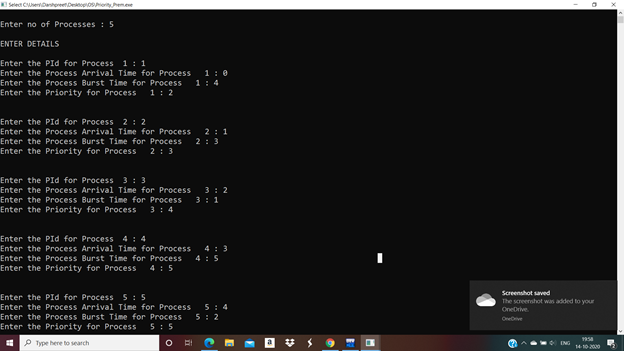 Select C:\Users\Danhpreet\Desktop\OS\Priority_Prem.exe
Enter no of Processes : 5
ENTER DETAILS
Enter the PId for Process 1 : 1
Enter the Process Arrival Time for Process 1 : 0
Enter the Process Burst Time for Process 1 : 4
Enter the Priority for Process 1 : 2
Enter the PId for Process 2 : 2
Enter the Process Arrival Time for Process 2 : 1
Enter the Process Burst Time for Process 2 : 3
Enter the Priority for Process 2 : 3
Enter the PId for Process 3 : 3
Enter the Process Arrival Time for Process 3 : 2
Enter the Process Burst Time for Process 3 : 1
Enter the Priority for Process 3 : 4
Enter the PId for Process 4 : 4
Enter the Process Arrival Time for Process 4 : 3
Enter the Process Burst Time for Process 4 : 5
Enter the Priority for Process 4 : 5
Enter the PId for Process 5 : 5
Enter the Process Arrival Time for Process 5 : 4
Enter the Process Burst Time for Process 5 : 2
Enter the Priority for Process 5 : 5
Screenshot saved
The screenshot was added to your
OneDrive.
OneDrive
Type here to search
ENG
19:58
14-10-2020
2